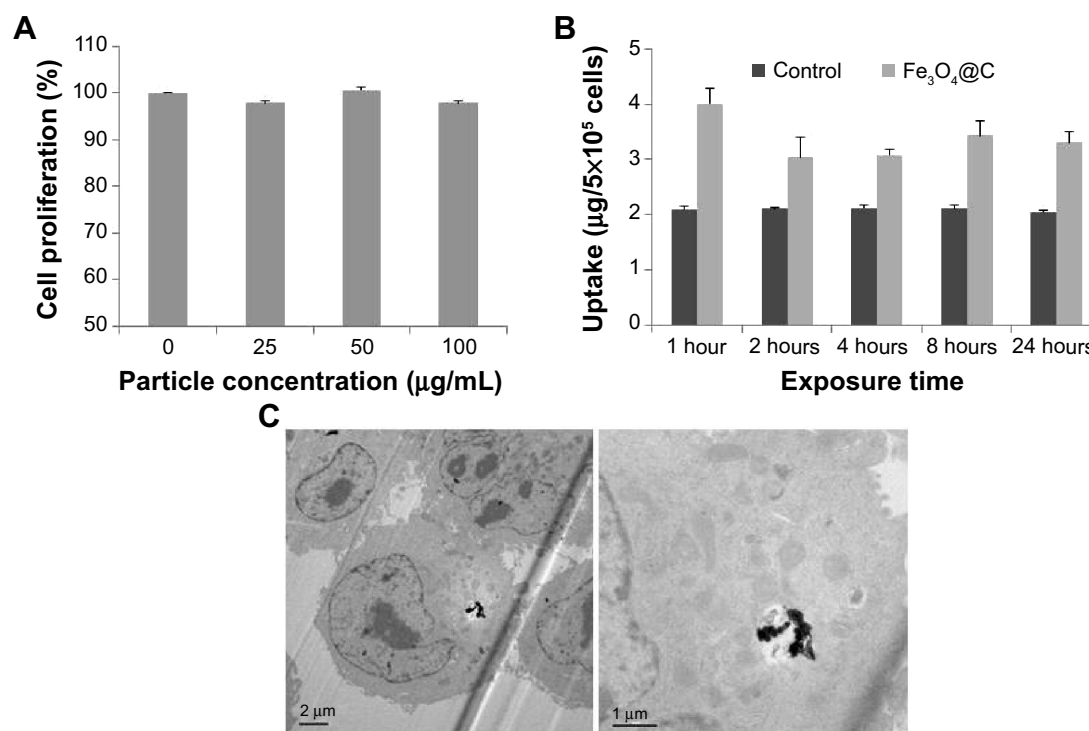 A
Cell proliferation (%)
110
100
90
80
70
60
50
0 25 50 100
Particle concentration (μg/mL)
B
Uptake (μg/5×10⁵ cells)
5
4
3
2
1
0
Control Fe₃O₄@C
1 hour 2 hours 4 hours 8 hours 24 hours
Exposure time
C
2 μm
1 μm